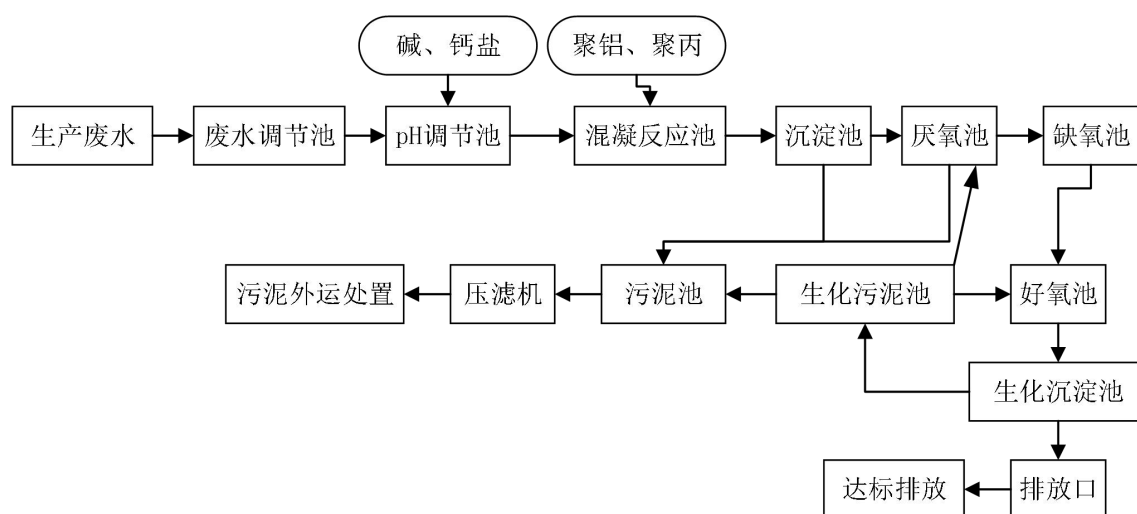 碱、钙盐
聚铝、聚丙
生产废水
废水调节池
pH调节池
混凝反应池
沉淀池
厌氧池
缺氧池
污泥外运处置
压滤机
污泥池
生化污泥池
好氧池
生化沉淀池
达标排放
排放口